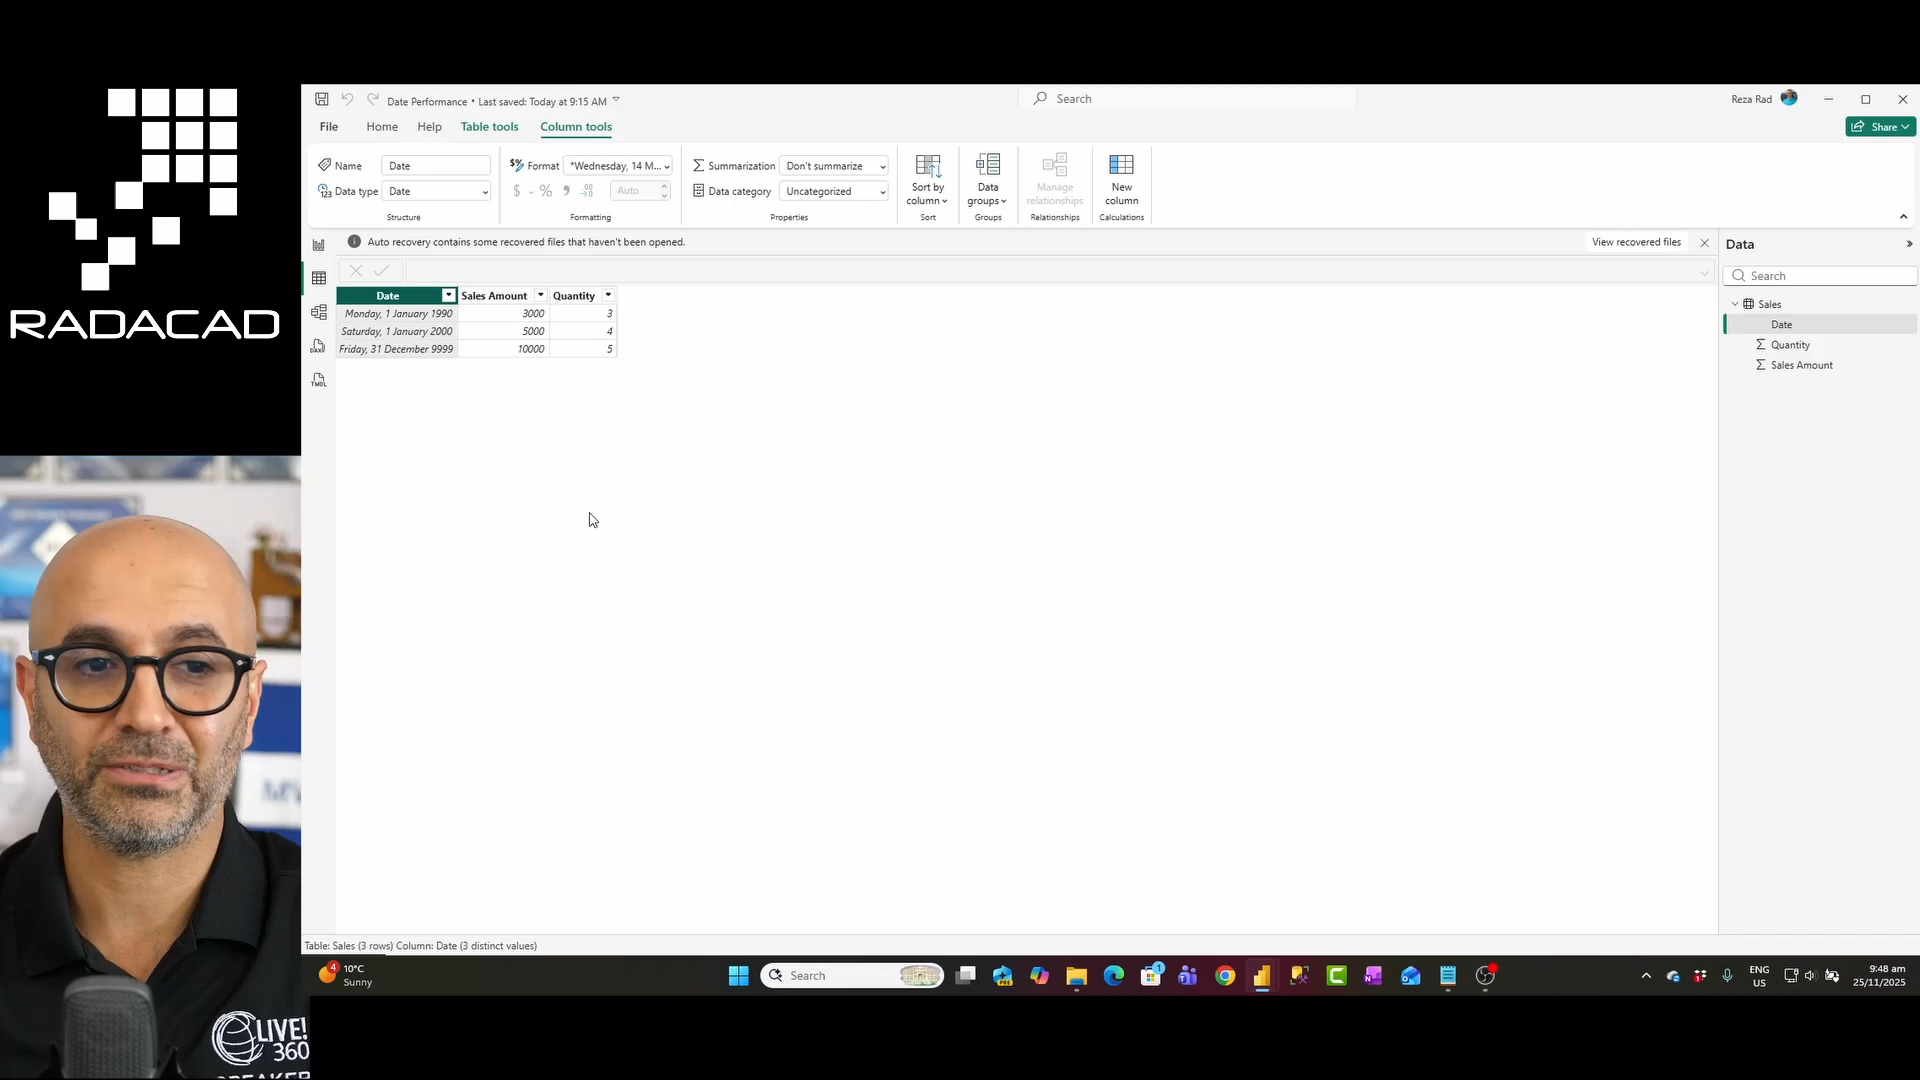 RADACAD
Date Performance • Last saved: Today at 9:15 AM
Search
Reza Rad
File Home Help Table tools Column tools
Share
Name Date
Data type Date
Structure
Format *Wednesday, 14 M...
$ % Auto
Formatting
Summarization Don't summarize
Data category Uncategorized
Properties
Sort by column
Sort
Data groups
Groups
Manage relationships
Relationships
New column
Calculations
Auto recovery contains some recovered files that haven't been opened.
View recovered files
Data
Search
Sales
Date
Quantity
Sales Amount
DAX
TMDL
Date Sales Amount Quantity
Monday, 1 January 1990 3000 3
Saturday, 1 January 2000 5000 4
Friday, 31 December 9999 10000 5
Table: Sales (3 rows) Column: Date (3 distinct values)
4
10°C
Sunny
Search
PRE
1
ENG
US
9:48 am
25/11/2025
LIVE!
360
SPEAKER